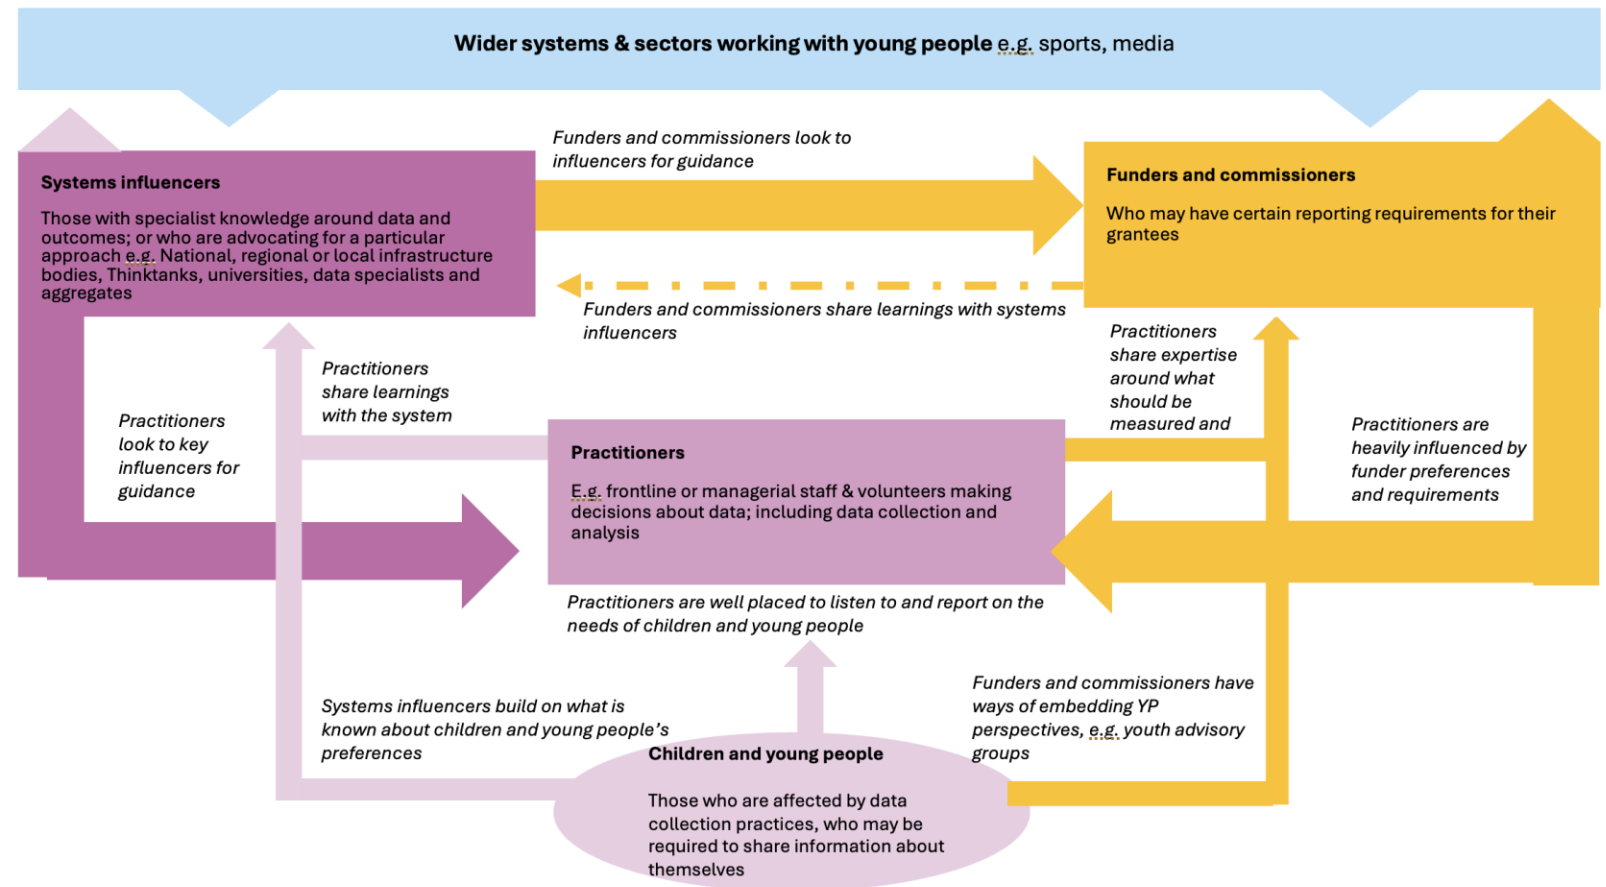 Wider systems & sectors working with young people e.g. sports, media
Funders and commissioners look to
influencers for guidance
Systems influencers
Those with specialist knowledge around data and
outcomes; or who are advocating for a particular
approach e.g. National, regional or local infrastructure
bodies, Thinktanks, universities, data specialists and
aggregates
Funders and commissioners
Who may have certain reporting requirements for their
grantees
Funders and commissioners share learnings with systems
influencers
Practitioners
share learnings
with the system
Practitioners
share expertise
around what
should be
measured and
Practitioners
look to key
influencers for
guidance
Practitioners
E.g. frontline or managerial staff & volunteers making
decisions about data; including data collection and
analysis
Practitioners are
heavily influenced by
funder preferences
and requirements
Practitioners are well placed to listen to and report on the
needs of children and young people
Systems influencers build on what is
known about children and young people's
preferences
Funders and commissioners have
ways of embedding YP
perspectives, e.g. youth advisory
groups
Children and young people
Those who are affected by data
collection practices, who may be
required to share information about
themselves